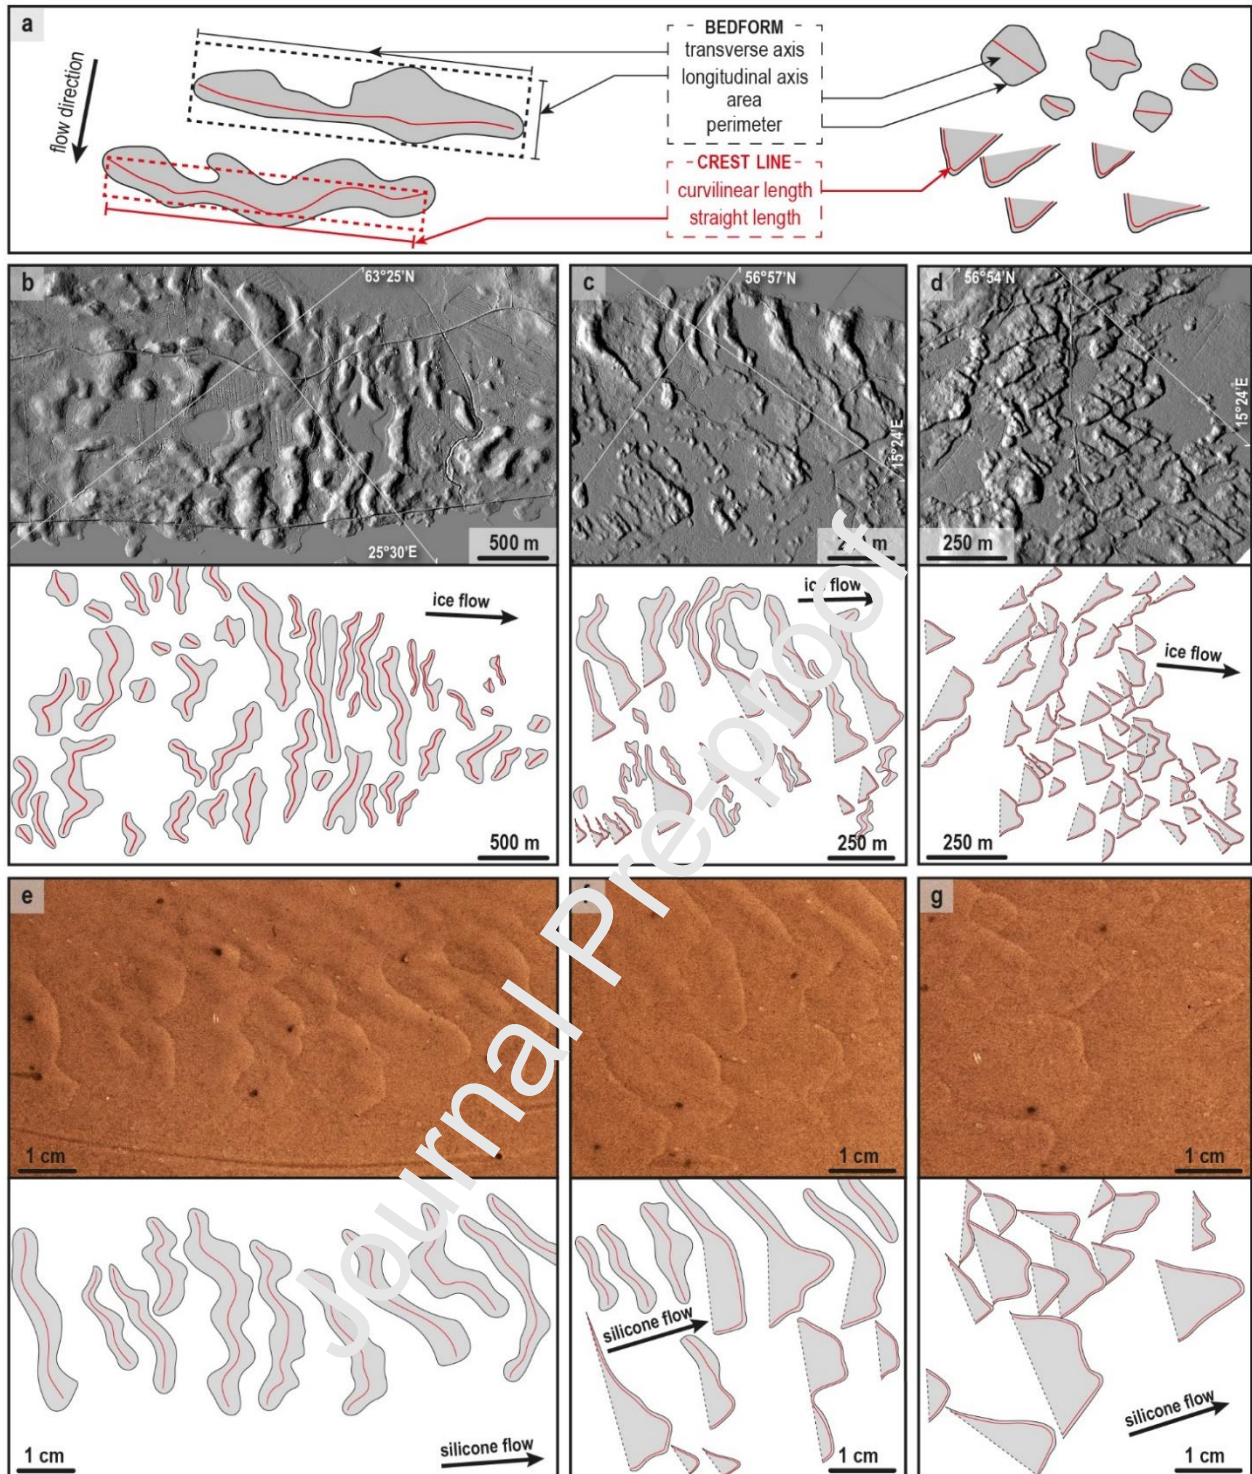 a
flow direction
BEDFORM
transverse axis
longitudinal axis
area
perimeter
CREST LINE
curvilinear length
straight length
b
63°25'N
25°30'E
500 m
ice flow
500 m
c
56°57'N
15°24'E
ice flow
250 m
d
56°54'N
15°24'E
250 m
ice flow
250 m
e
1 cm
1 cm
silicone flow
f
1 cm
silicone flow
1 cm
g
1 cm
silicone flow
1 cm
Journal Pre-proof